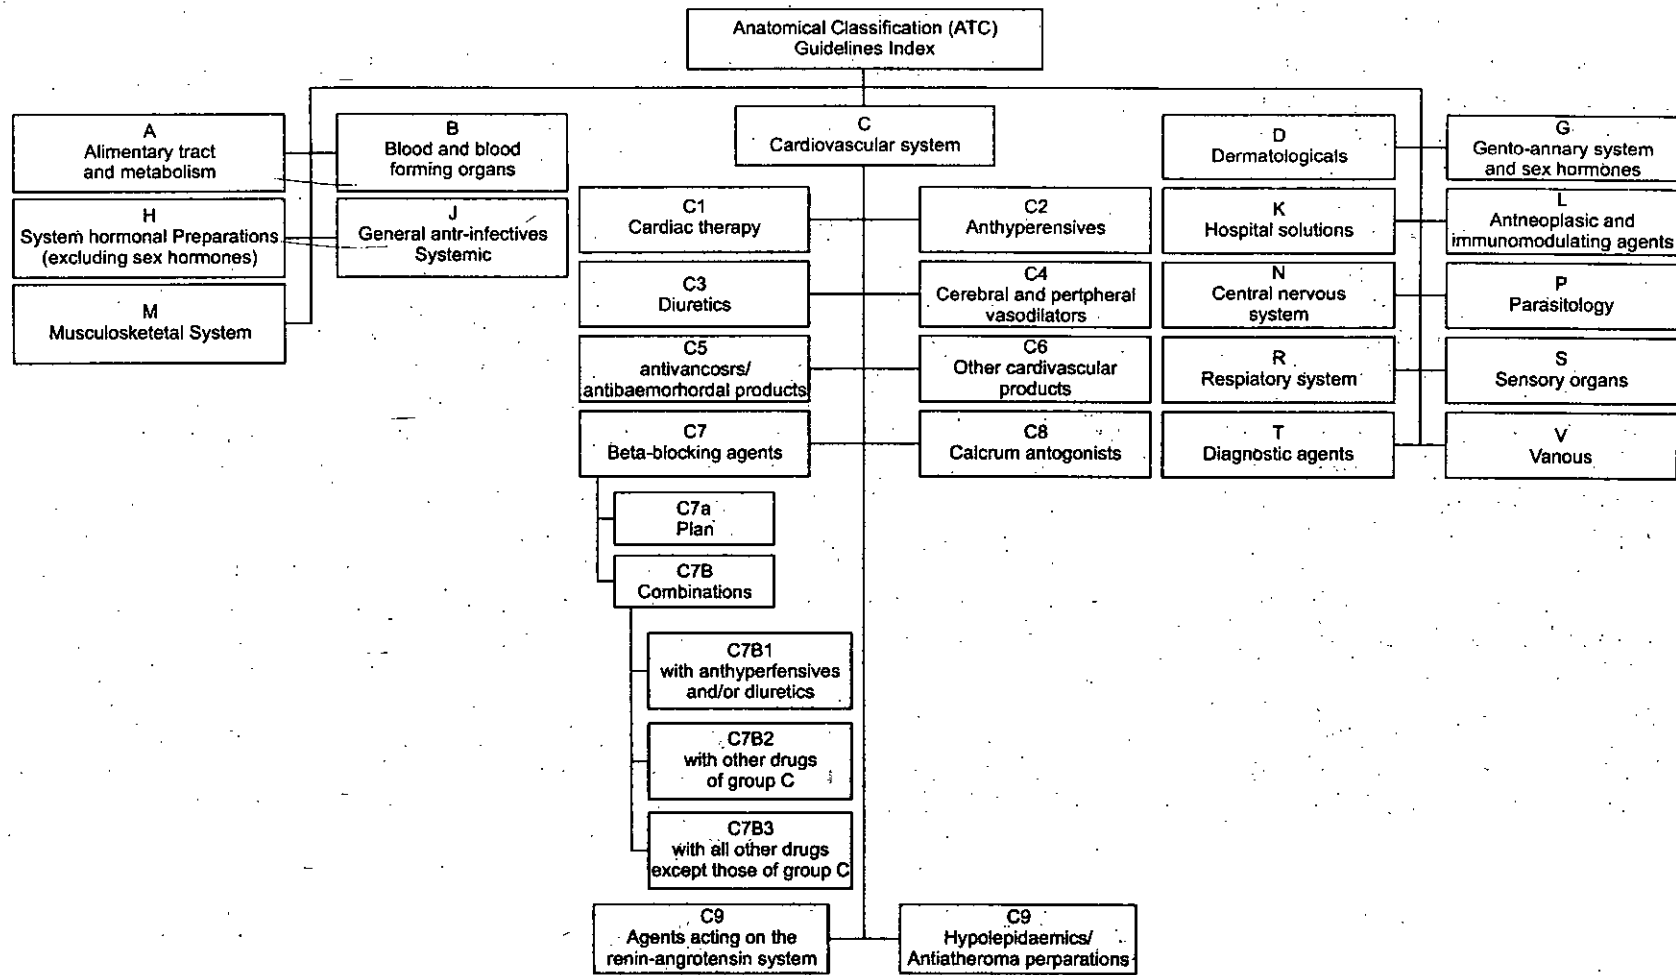 Anatomical Classification (ATC)
Guidelines Index
A
Alimentary tract
and metabolism
B
Blood and blood
forming organs
C
Cardiovascular system
D
Dermatologicals
G
Gento-annary system
and sex hormones
H
System hormonal Preparations
(excluding sex hormones)
J
General antr-infectives
Systemic
C1
Cardiac therapy
C2
Anthyperensives
K
Hospital solutions
L
Antneoplasic and
immunomodulating agents
M
Musculosketetal System
C3
Diuretics
C4
Cerebral and pertpheral
vasodilators
N
Central nervous
system
P
Parasitology
C5
antivancosrs/
antibaemorhordal products
C6
Other cardivascular
products
R
Respiatory system
S
Sensory organs
C7
Beta-blocking agents
C8
Calcrum antogonists
T
Diagnostic agents
V
Vanous
C7a
Plan
C7B
Combinations
C7B1
with anthyperfensives
and/or diuretics
C7B2
with other drugs
of group C
C7B3
with all other drugs
except those of group C
C9
Agents acting on the
renin-angrotensin system
C9
Hypolepidaemics/
Antiatheroma perparations